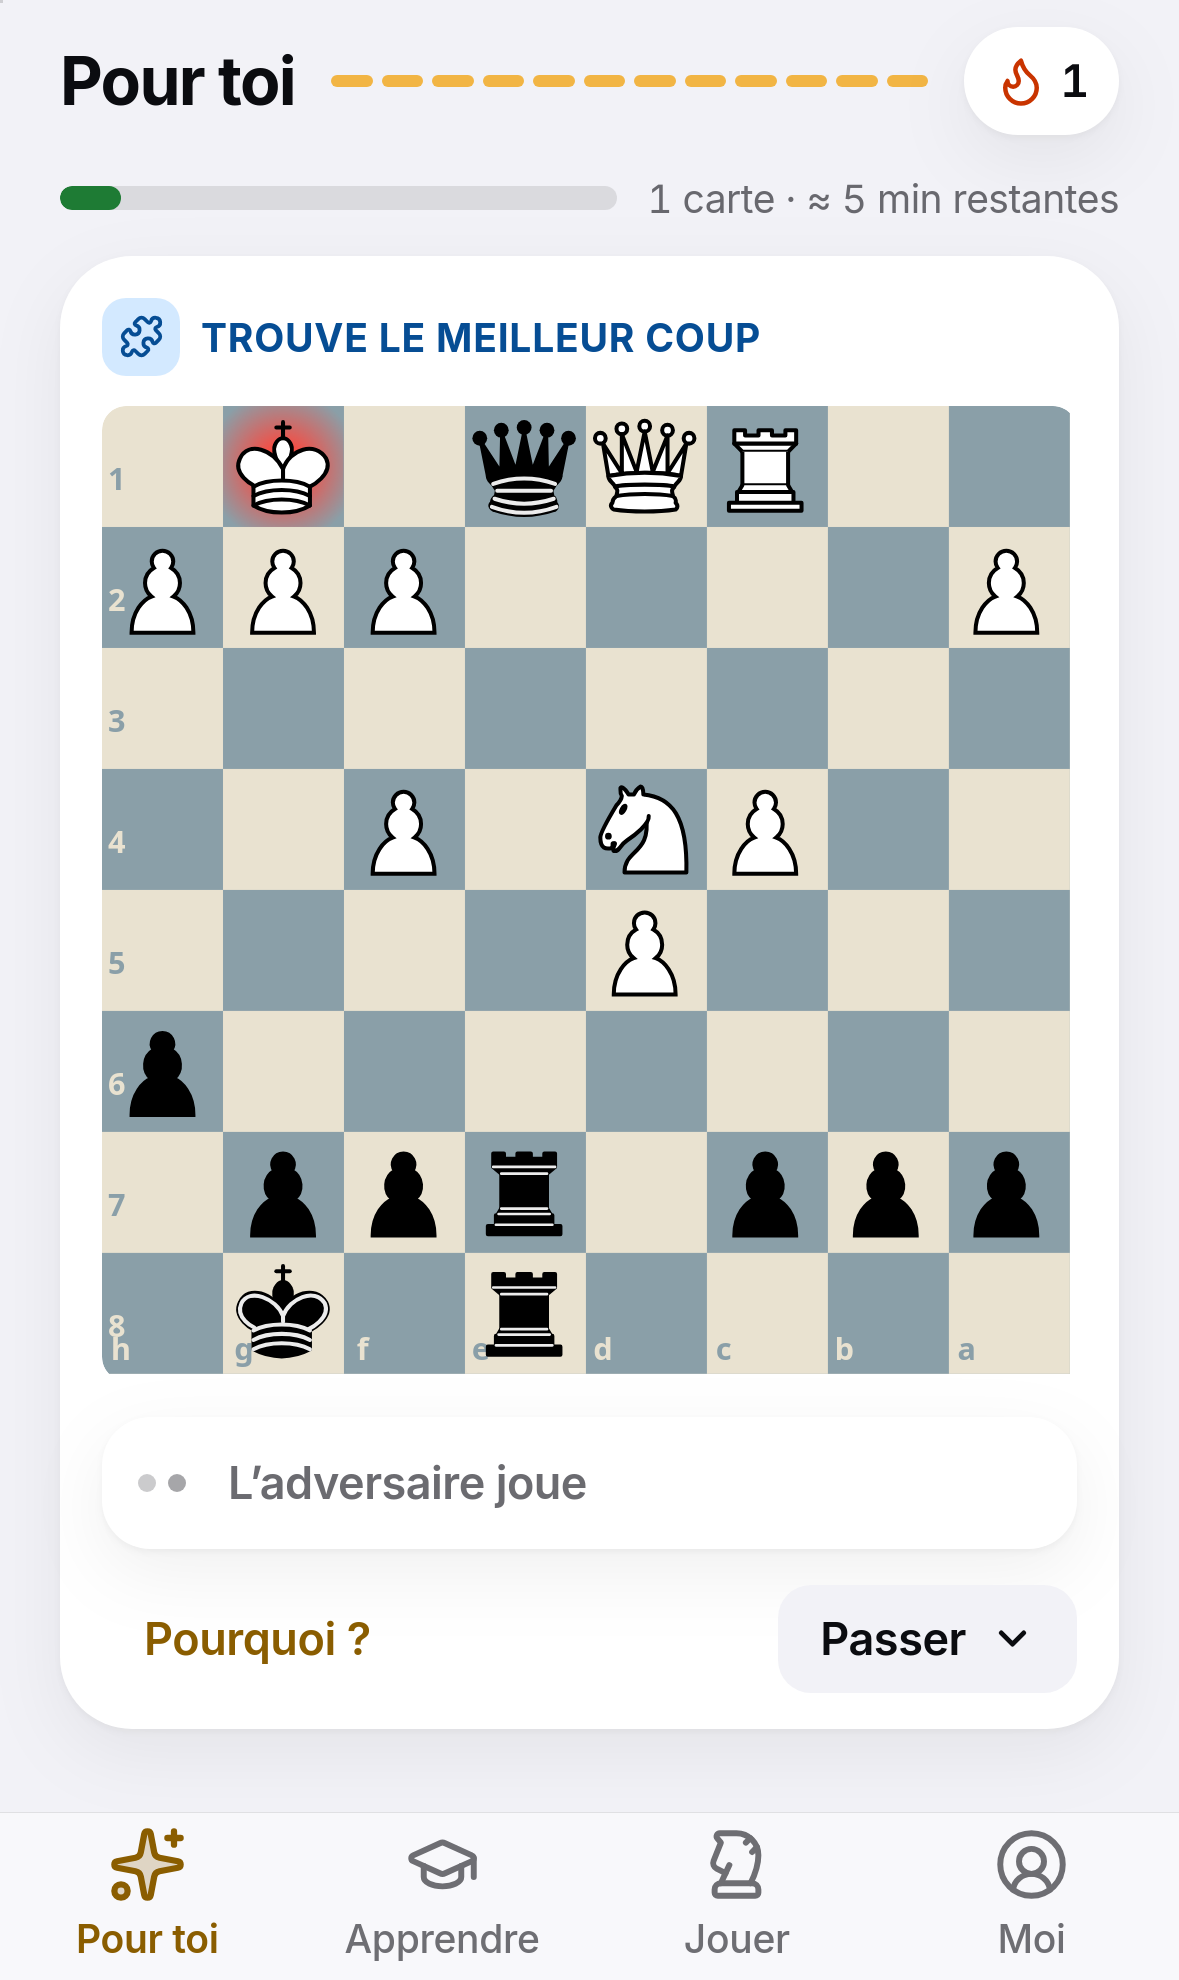 Pour toi
1
1 carte · ≈ 5 min restantes
TROUVE LE MEILLEUR COUP
1
2
3
4
5
6
7
8
h g f e d c b a
L’adversaire joue
Pourquoi ?
Passer
Pour toi Apprendre Jouer Moi